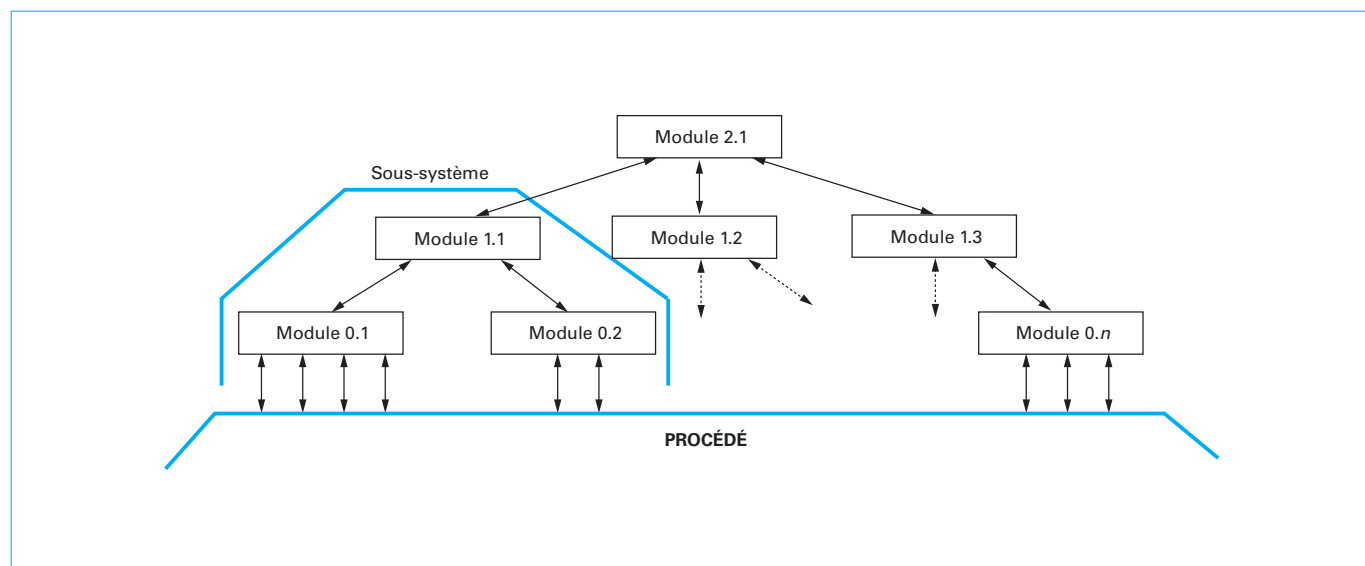 Module 2.1
Sous-système
Module 1.1
Module 1.2
Module 1.3
Module 0.1
Module 0.2
Module 0.n
PROCÉDÉ